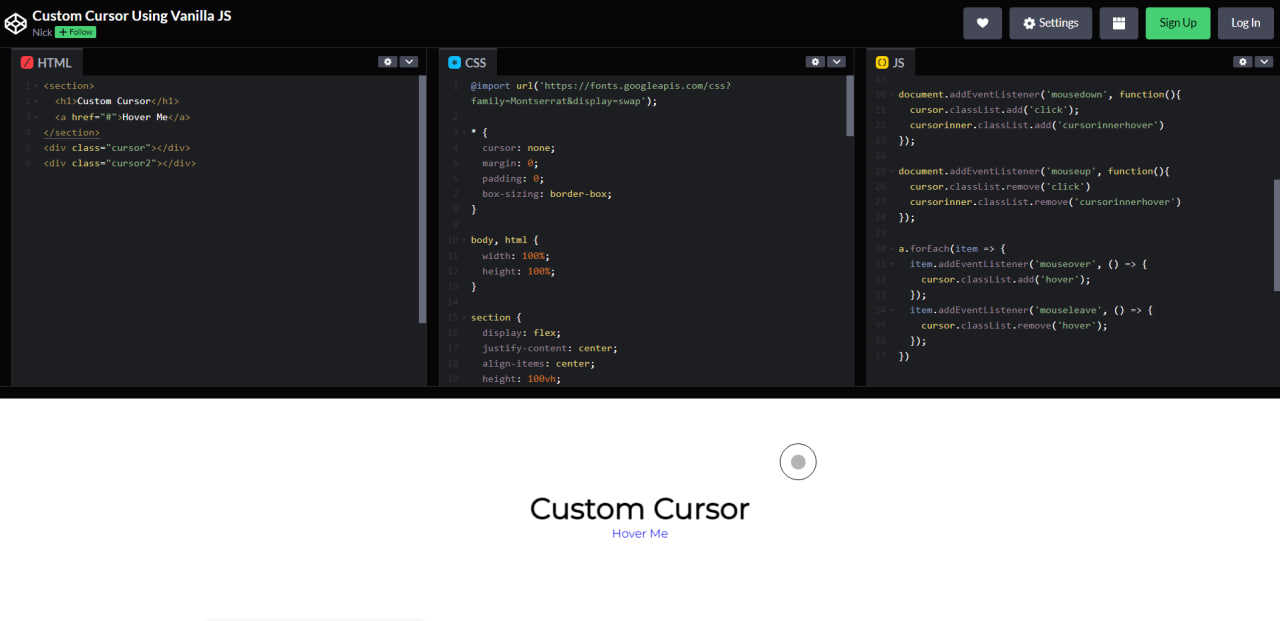 Custom Cursor Using Vanilla JS
Nick + Follow
Settings
Sign Up
Log In
HTML
1 <section>
2 <h1>Custom Cursor</h1>
3 <a href="#">Hover Me</a>
4 </section>
5 <div class="cursor"></div>
6 <div class="cursor2"></div>
CSS
1 @import url('https://fonts.googleapis.com/css?
family=Montserrat&display=swap');
2
3 * {
4 cursor: none;
5 margin: 0;
6 padding: 0;
7 box-sizing: border-box;
8 }
9
10 body, html {
11 width: 100%;
12 height: 100%;
13 }
14
15 section {
16 display: flex;
17 justify-content: center;
18 align-items: center;
19 height: 100vh;
JS
19
20 document.addEventListener('mousedown', function(){
21 cursor.classList.add('click');
22 cursorinner.classList.add('cursorinnerhover')
23 });
24
25 document.addEventListener('mouseup', function(){
26 cursor.classList.remove('click')
27 cursorinner.classList.remove('cursorinnerhover')
28 });
29
30 a.forEach(item => {
31 item.addEventListener('mouseover', () => {
32 cursor.classList.add('hover');
33 });
34 item.addEventListener('mouseleave', () => {
35 cursor.classList.remove('hover');
36 });
37 })
Custom Cursor
Hover Me